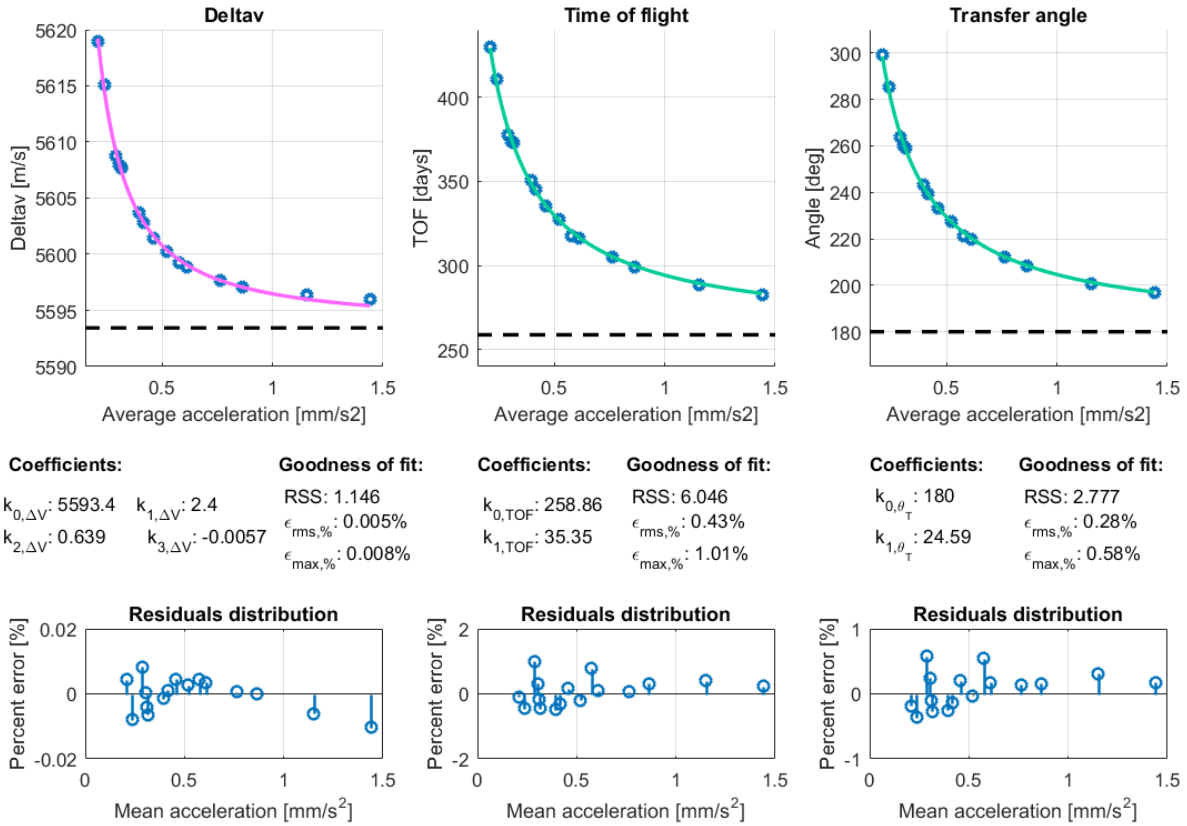 Deltav
5620
5615
5610
5605
5600
5595
5590
Deltav [m/s]
0.5
1
1.5
Average acceleration [mm/s2]
Time of flight
400
350
300
250
TOF [days]
0.5
1
1.5
Average acceleration [mm/s2]
Transfer angle
300
280
260
240
220
200
180
Angle [deg]
0.5
1
1.5
Average acceleration [mm/s2]
Coefficients:
k0,ΔV: 5593.4 k1,ΔV: 2.4
k2,ΔV: 0.639 k3,ΔV: -0.0057
Goodness of fit:
RSS: 1.146
ϵrms,%: 0.005%
ϵmax,%: 0.008%
Coefficients:
k0,TOF: 258.86
k1,TOF: 35.35
Goodness of fit:
RSS: 6.046
ϵrms,%: 0.43%
ϵmax,%: 1.01%
Coefficients:
k0,θT: 180
k1,θT: 24.59
Goodness of fit:
RSS: 2.777
ϵrms,%: 0.28%
ϵmax,%: 0.58%
Residuals distribution
0.02
0
-0.02
Percent error [%]
0
0.5
1
1.5
Mean acceleration [mm/s²]
Residuals distribution
2
0
-2
Percent error [%]
0
0.5
1
1.5
Mean acceleration [mm/s²]
Residuals distribution
1
0
-1
Percent error [%]
0
0.5
1
1.5
Mean acceleration [mm/s²]